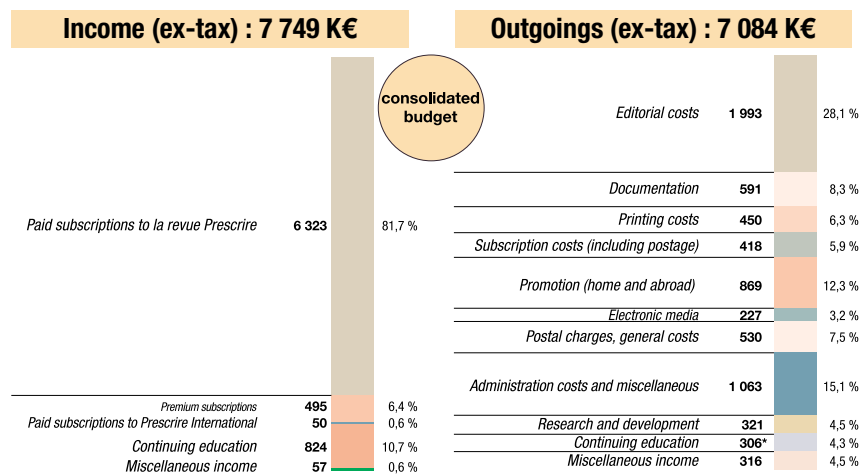 Income (ex-tax) : 7 749 K€
Outgoings (ex-tax) : 7 084 K€
consolidated
budget
Paid subscriptions to la revue Prescrire 6 323 81,7 %
Premium subscriptions 495 6,4 %
Paid subscriptions to Prescrire International 50 0,6 %
Continuing education 824 10,7 %
Miscellaneous income 57 0,6 %
Editorial costs 1 993 28,1 %
Documentation 591 8,3 %
Printing costs 450 6,3 %
Subscription costs (including postage) 418 5,9 %
Promotion (home and abroad) 869 12,3 %
Electronic media 227 3,2 %
Postal charges, general costs 530 7,5 %
Administration costs and miscellaneous 1 063 15,1 %
Research and development 321 4,5 %
Continuing education 306* 4,3 %
Miscellaneous income 316 4,5 %